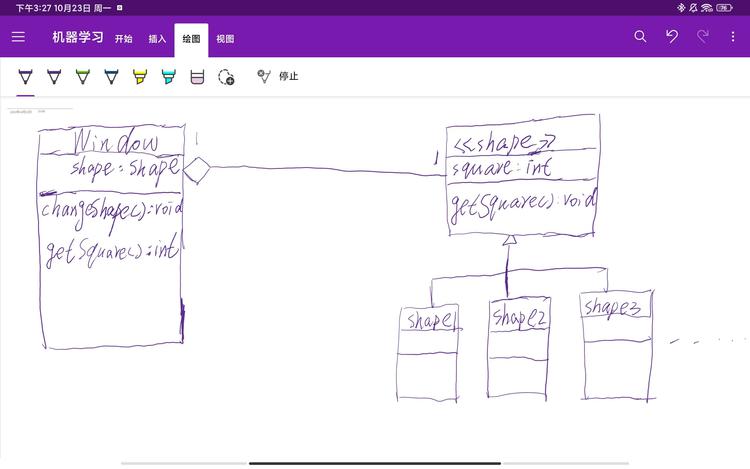 下午3:27 10月23日 周一
76
机器学习 开始 插入 绘图 视图
停止
Window
shape : shape
changeShape() : void
getSquare() : int
1
1
<<shape>>
square : int
getSquare() : void
shape1
shape2
shape3